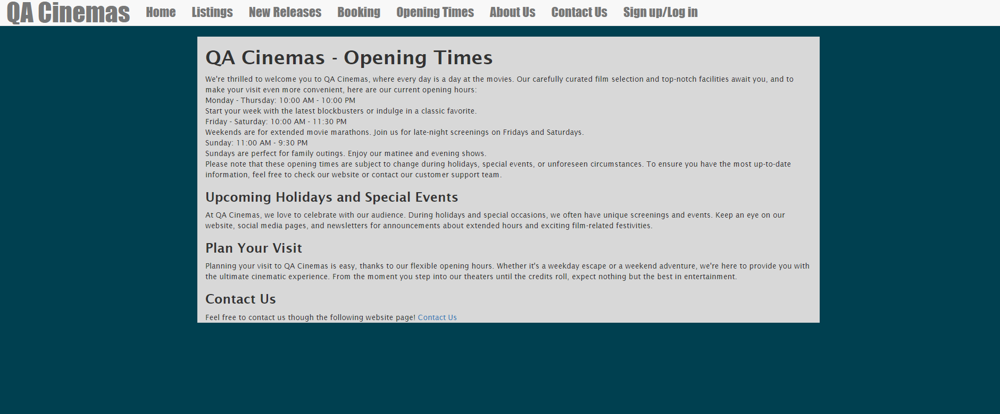 QA Cinemas Home Listings New Releases Booking Opening Times About Us Contact Us Sign up/Log in
QA Cinemas - Opening Times
We're thrilled to welcome you to QA Cinemas, where every day is a day at the movies. Our carefully curated film selection and top-notch facilities await you, and to
make your visit even more convenient, here are our current opening hours:
Monday - Thursday: 10:00 AM - 10:00 PM
Start your week with the latest blockbusters or indulge in a classic favorite.
Friday - Saturday: 10:00 AM - 11:30 PM
Weekends are for extended movie marathons. Join us for late-night screenings on Fridays and Saturdays.
Sunday: 11:00 AM - 9:30 PM
Sundays are perfect for family outings. Enjoy our matinee and evening shows.
Please note that these opening times are subject to change during holidays, special events, or unforeseen circumstances. To ensure you have the most up-to-date
information, feel free to check our website or contact our customer support team.
Upcoming Holidays and Special Events
At QA Cinemas, we love to celebrate with our audience. During holidays and special occasions, we often have unique screenings and events. Keep an eye on our
website, social media pages, and newsletters for announcements about extended hours and exciting film-related festivities.
Plan Your Visit
Planning your visit to QA Cinemas is easy, thanks to our flexible opening hours. Whether it's a weekday escape or a weekend adventure, we're here to provide you with
the ultimate cinematic experience. From the moment you step into our theaters until the credits roll, expect nothing but the best in entertainment.
Contact Us
Feel free to contact us though the following website page! Contact Us